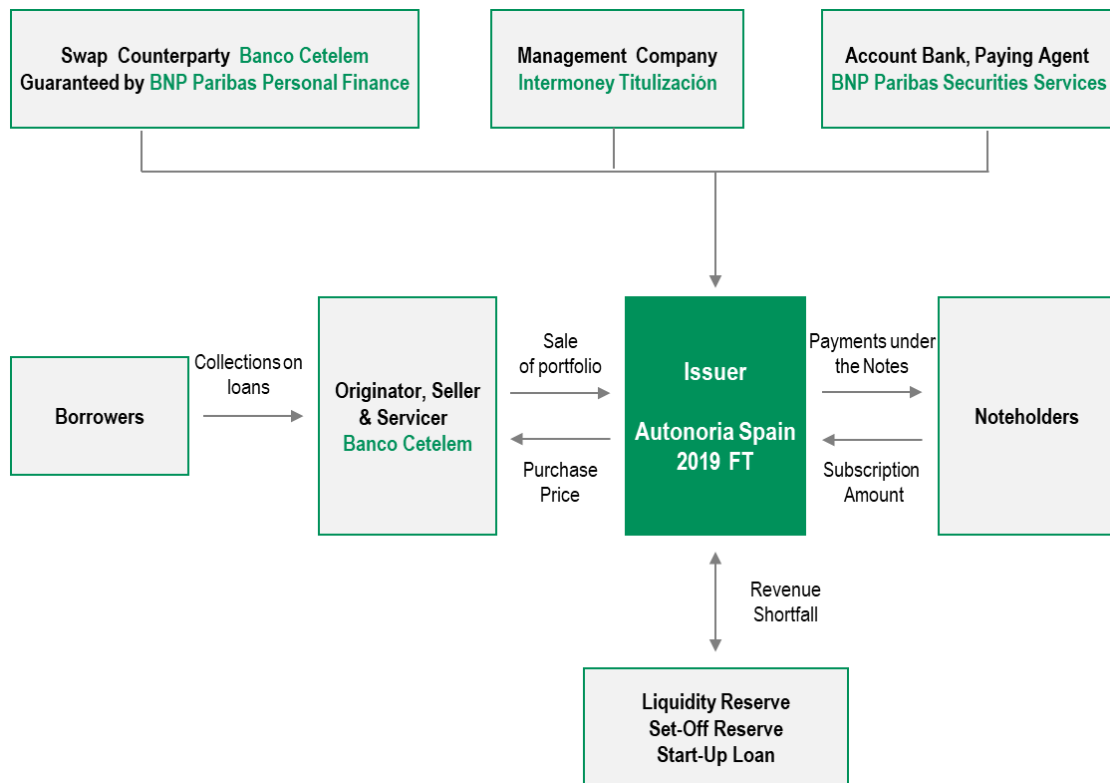 Swap Counterparty Banco Cetelem
Guaranteed by BNP Paribas Personal Finance
Management Company
Intermoney Titulización
Account Bank, Paying Agent
BNP Paribas Securities Services
Borrowers
Collections on
loans
Originator, Seller
& Servicer
Banco Cetelem
Sale
of portfolio
Purchase
Price
Issuer
Autonoria Spain
2019 FT
Payments under
the Notes
Subscription
Amount
Noteholders
Revenue
Shortfall
Liquidity Reserve
Set-Off Reserve
Start-Up Loan